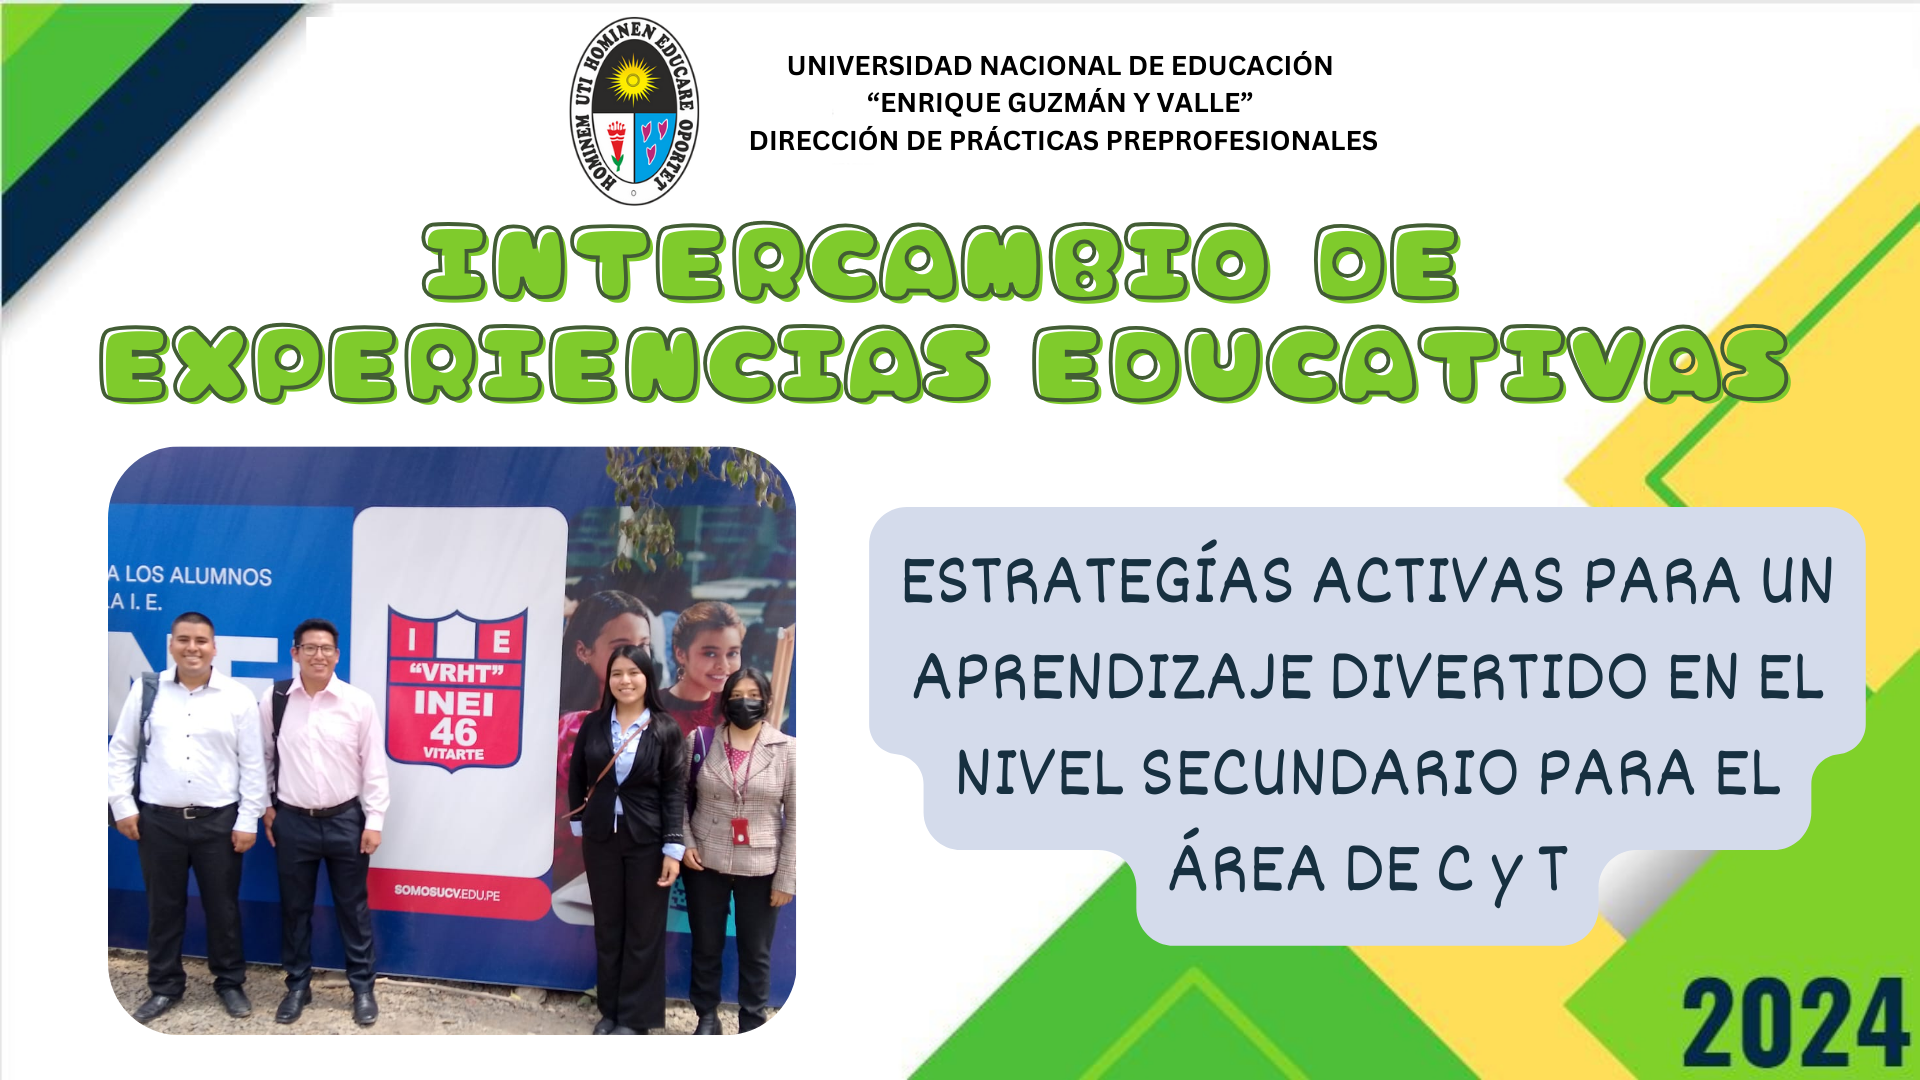 HOMINEM UTI HOMINEN EDUCARE OPORTET
UNIVERSIDAD NACIONAL DE EDUCACIÓN
“ENRIQUE GUZMÁN Y VALLE”
DIRECCIÓN DE PRÁCTICAS PREPROFESIONALES
INTERCAMBIO DE
EXPERIENCIAS EDUCATIVAS
A LOS ALUMNOS
LA I. E.
I E
“VRHT”
INEI
46
VITARTE
SOMOSUCV.EDU.PE
ESTRATEGÍAS ACTIVAS PARA UN
APRENDIZAJE DIVERTIDO EN EL
NIVEL SECUNDARIO PARA EL
ÁREA DE C y T
2024